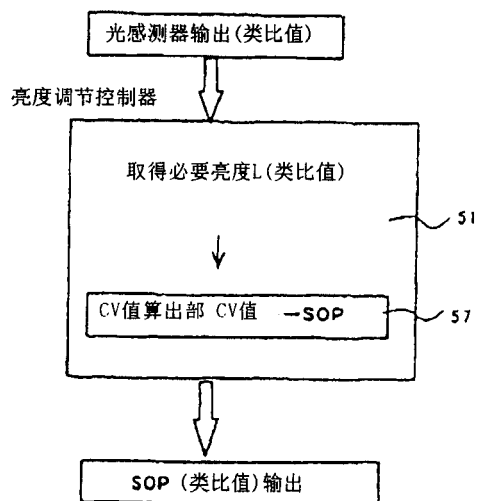 光感测器输出(类比值)
亮度调节控制器
取得必要亮度L(类比值)
51
CV值算出部 CV值 —SOP
57
SOP (类比值)输出